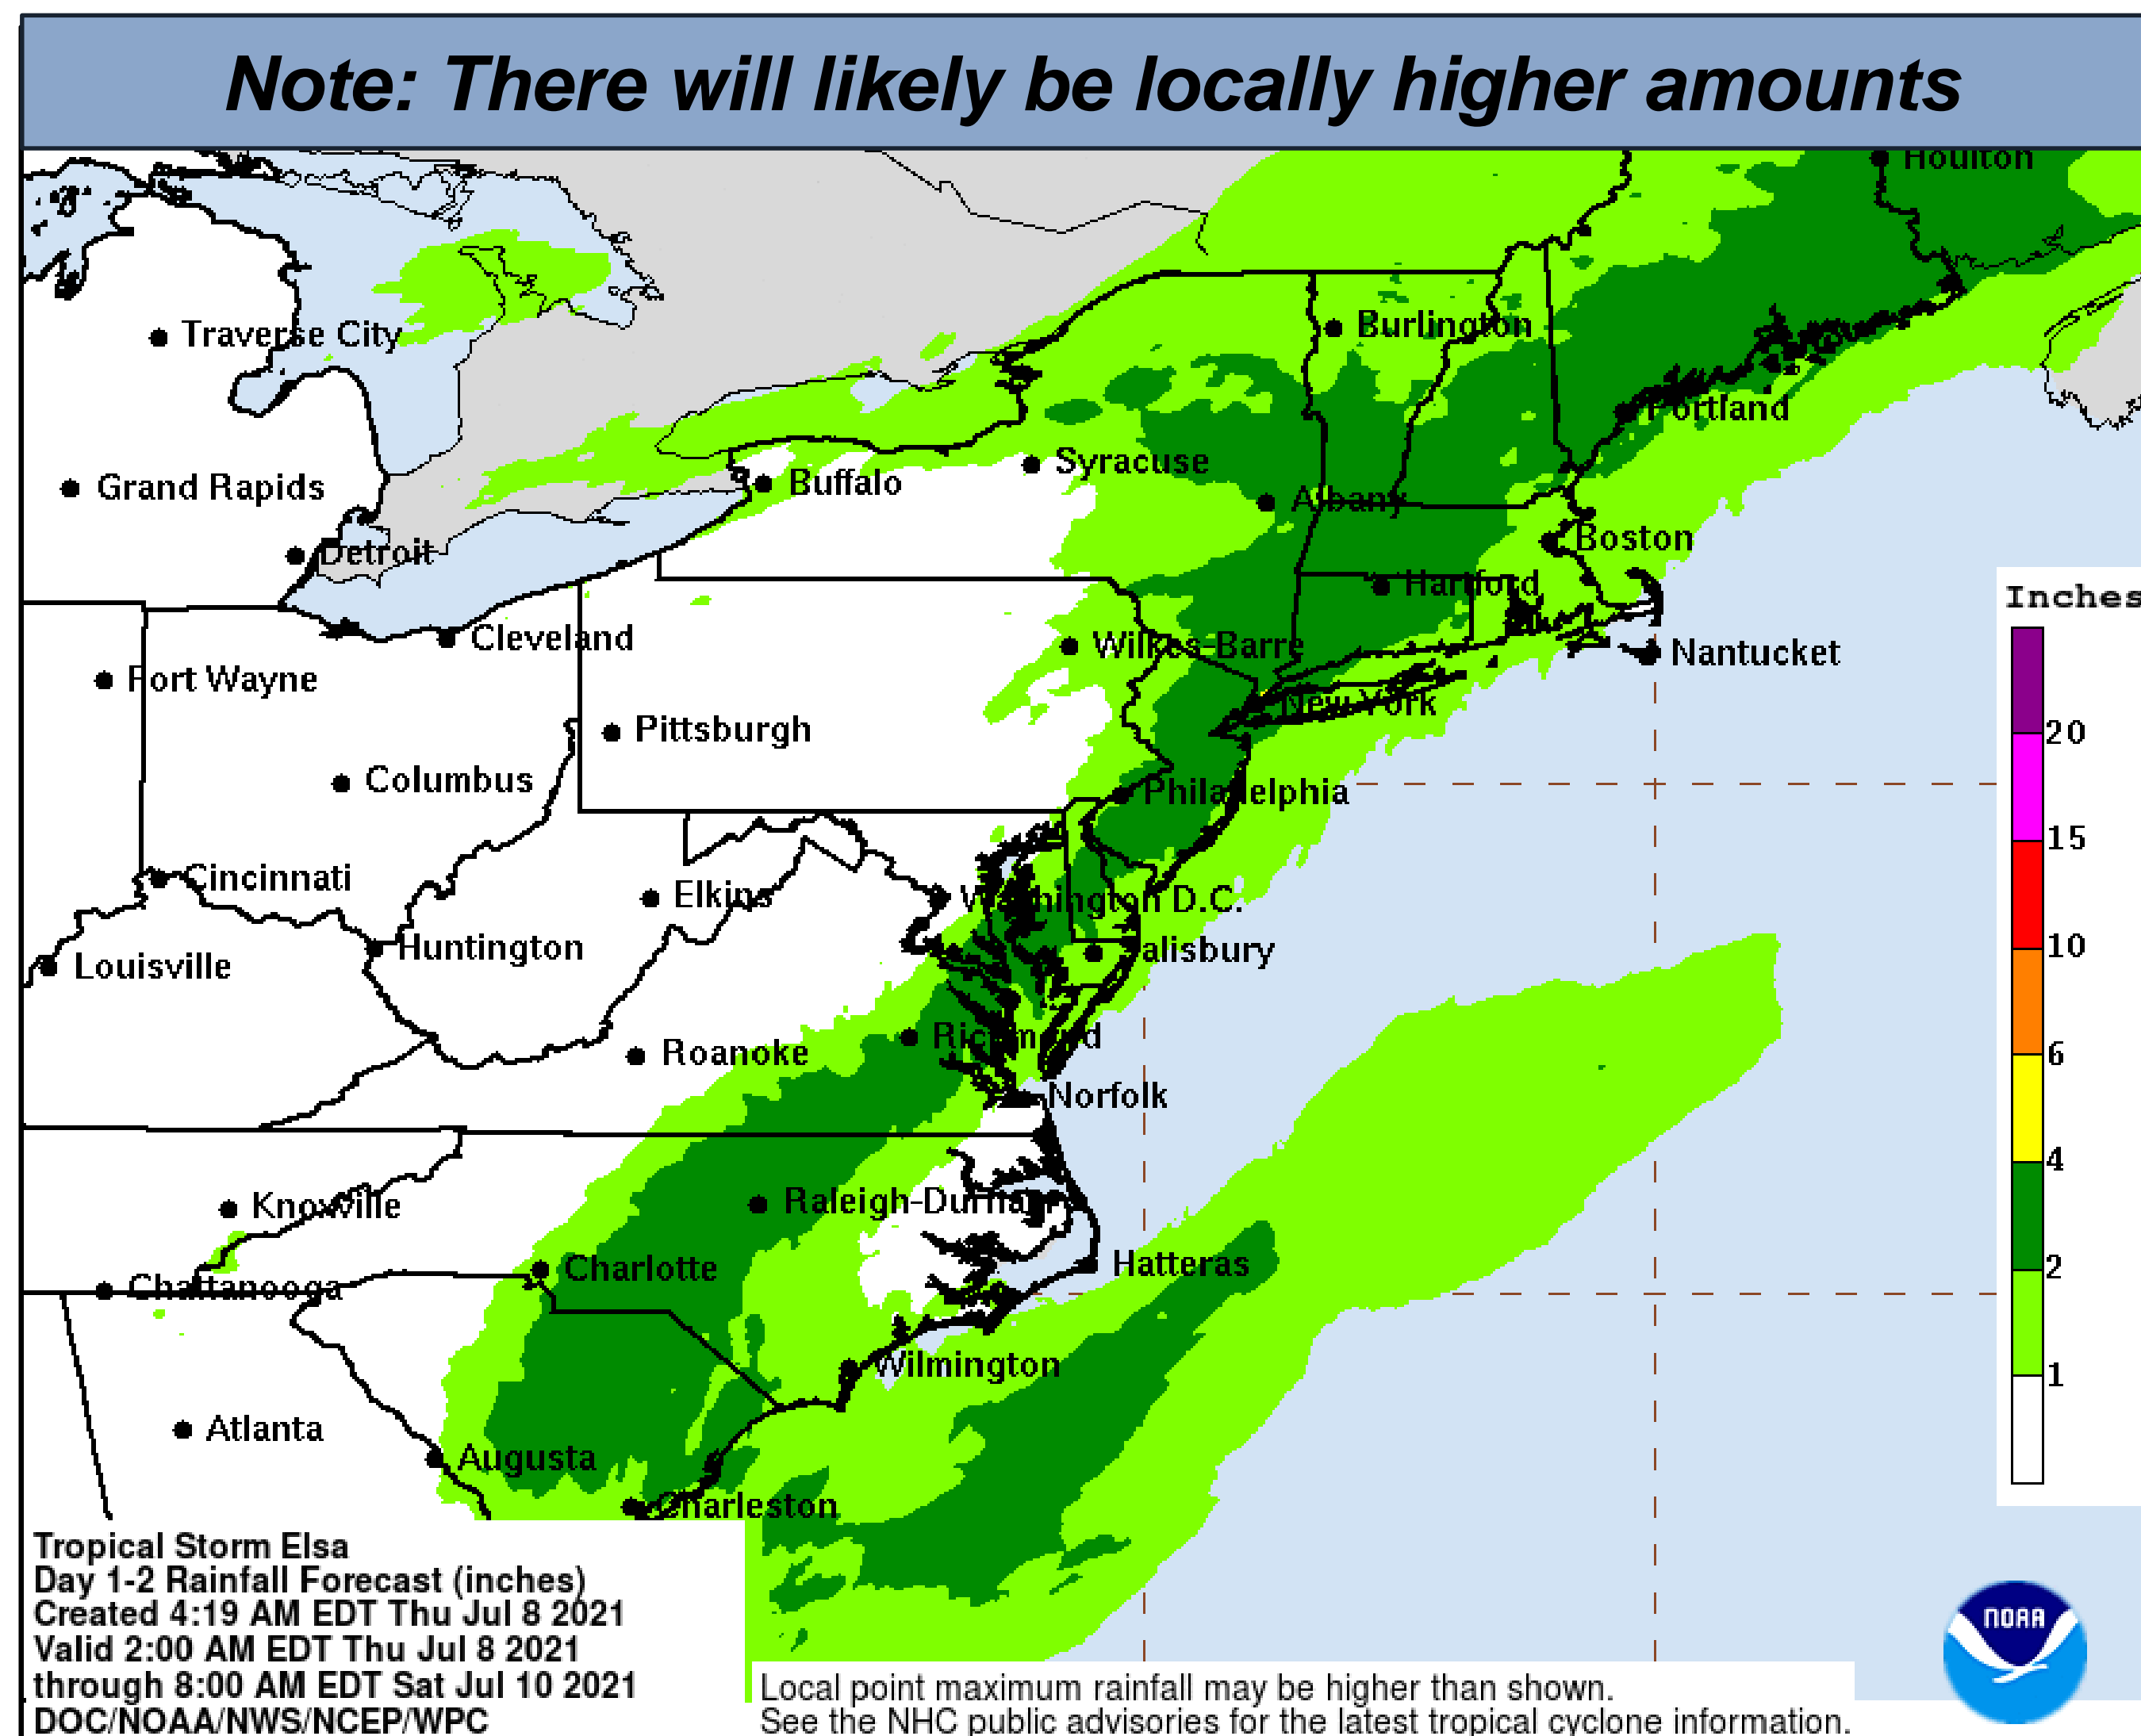 Note: There will likely be locally higher amounts
Houlton
Traverse City
Burlington
Portland
Grand Rapids
Buffalo
Syracuse
Albany
Detroit
Boston
Hartford
Inches
Cleveland
Wilkes-Barre
Nantucket
Fort Wayne
New York
Pittsburgh
20
Columbus
Philadelphia
15
Cincinnati
Elkins
Washington D.C.
Huntington
Salisbury
10
Louisville
Richmond
Roanoke
6
Norfolk
4
Knoxville
Raleigh-Durham
Charlotte
Hatteras
2
Chattanooga
Wilmington
1
Atlanta
Augusta
Charleston
Tropical Storm Elsa
Day 1-2 Rainfall Forecast (inches)
Created 4:19 AM EDT Thu Jul 8 2021
Valid 2:00 AM EDT Thu Jul 8 2021
through 8:00 AM EDT Sat Jul 10 2021
DOC/NOAA/NWS/NCEP/WPC
NOAA
Local point maximum rainfall may be higher than shown.
See the NHC public advisories for the latest tropical cyclone information.